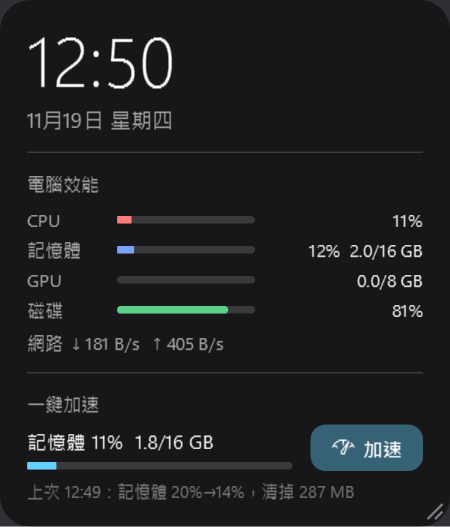 12:50
11月19日 星期四
電腦效能
CPU 11%
記憶體 12% 2.0/16 GB
GPU 0.0/8 GB
磁碟 81%
網路 ↓181 B/s ↑405 B/s
一鍵加速
記憶體 11% 1.8/16 GB
加速
上次 12:49：記憶體 20%→14%，清掉 287 MB